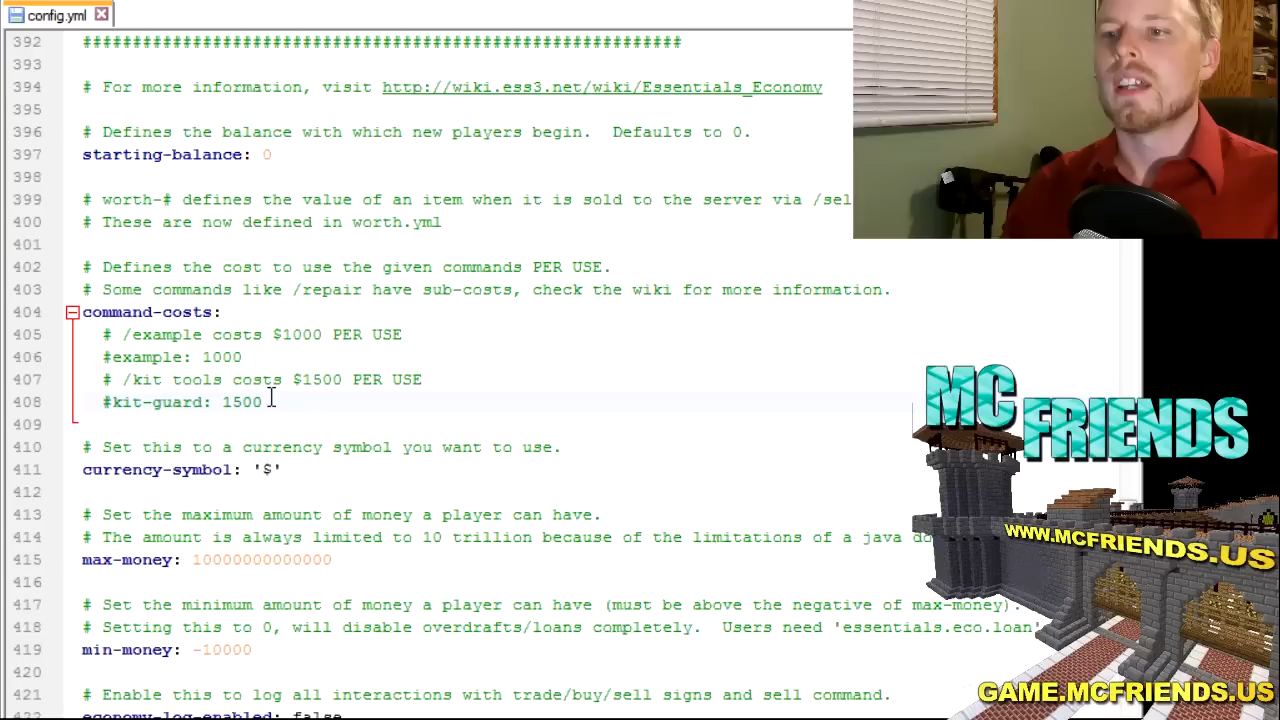 config.yml
392 ############################################################
393
394 # For more information, visit http://wiki.ess3.net/wiki/Essentials_Economy
395
396 # Defines the balance with which new players begin.  Defaults to 0.
397 starting-balance: 0
398
399 # worth-# defines the value of an item when it is sold to the server via /sel
400 # These are now defined in worth.yml
401
402 # Defines the cost to use the given commands PER USE.
403 # Some commands like /repair have sub-costs, check the wiki for more information.
404 command-costs:
405 # /example costs $1000 PER USE
406 #example: 1000
407 # /kit tools costs $1500 PER USE
408 #kit-guard: 1500
409
410 # Set this to a currency symbol you want to use.
411 currency-symbol: '$'
412
413 # Set the maximum amount of money a player can have.
414 # The amount is always limited to 10 trillion because of the limitations of a java do
415 max-money: 10000000000000
416
417 # Set the minimum amount of money a player can have (must be above the negative of max-money).
418 # Setting this to 0, will disable overdrafts/loans completely.  Users need 'essentials.eco.loan'
419 min-money: -10000
420
421 # Enable this to log all interactions with trade/buy/sell signs and sell command.
422 economy-log-enabled: false
MC
FRIENDS
WWW.MCFRIENDS.US
GAME.MCFRIENDS.US